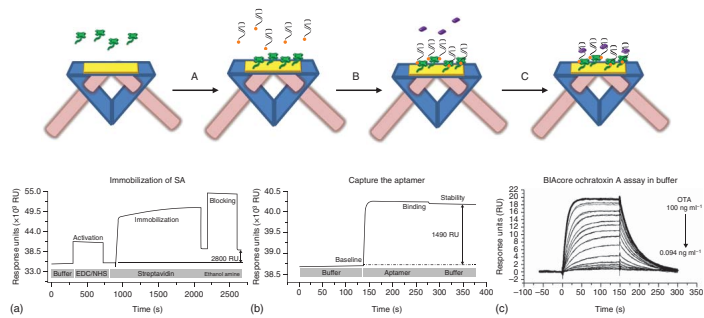 A
B
C
Immobilization of SA
Response units (×10³ RU)
55.0
49.5
44.0
38.5
33.0
Blocking
Immobilization
Activation
2800 RU
Buffer
EDC/NHS
Streptavidin
Ethanol amine
0
500
1000
1500
2000
2500
(a)
Time (s)
Capture the aptamer
Response units (×10³ RU)
40.5
40.0
39.5
39.0
38.5
Stability
Binding
1490 RU
Baseline
Buffer
Aptamer
Buffer
0
50
100
150
200
250
300
350
400
(b)
Time (s)
BIAcore ochratoxin A assay in buffer
Response units (RU)
22
20
18
16
14
12
10
8
6
4
2
0
−2
−4
OTA
100 ng ml⁻¹
0.094 ng ml⁻¹
−100
−50
0
50
100
150
200
250
300
350
(c)
Time (s)